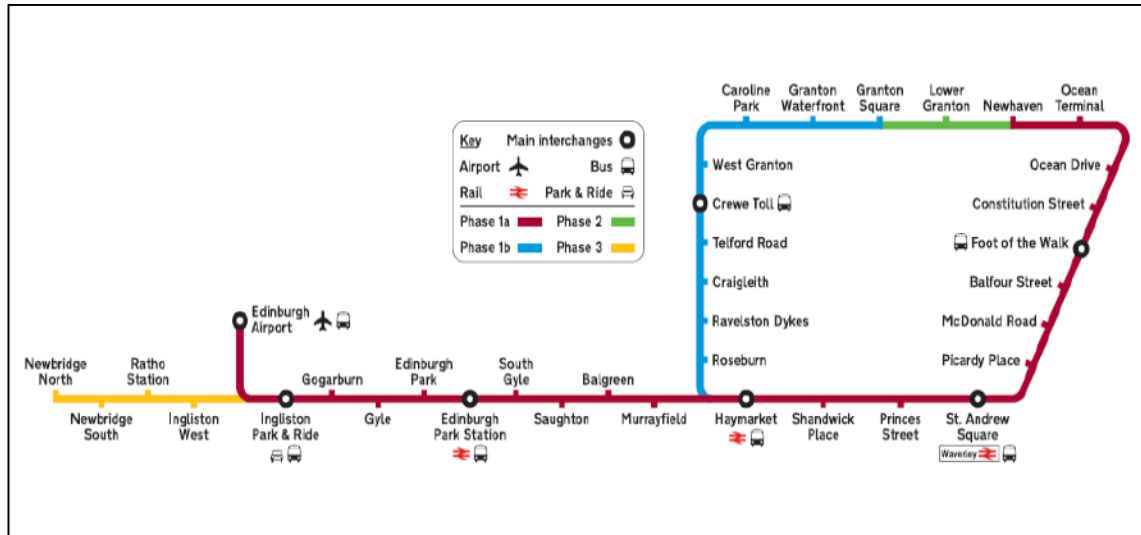 Caroline
Park
Granton
Waterfront
Granton
Square
Lower
Granton
Newhaven
Ocean
Terminal
Key Main interchanges
Airport Bus
Rail Park & Ride
Phase 1a Phase 2
Phase 1b Phase 3
West Granton
Crewe Toll
Telford Road
Craigleith
Ravelston Dykes
Roseburn
Ocean Drive
Constitution Street
Foot of the Walk
Balfour Street
McDonald Road
Picardy Place
Edinburgh
Airport
Newbridge
North
Ratho
Station
Gogarburn
Edinburgh
Park
South
Gyle
Balgreen
Newbridge
South
Ingliston
West
Ingliston
Park & Ride
Gyle
Edinburgh
Park Station
Saughton
Murrayfield
Haymarket
Shandwick
Place
Princes
Street
St. Andrew
Square
Waverley